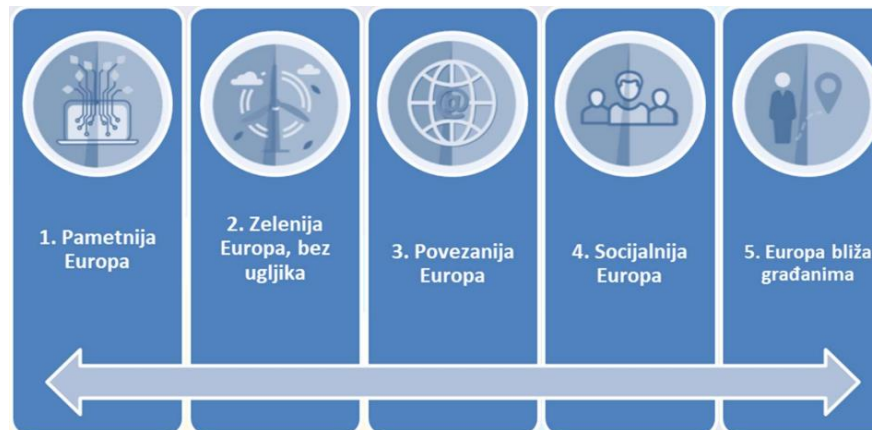 @
1. Pametnija
Europa
2. Zelenija
Europa, bez
ugljika
3. Povezanija
Europa
4. Socijalnija
Europa
5. Europa bliža
građanima